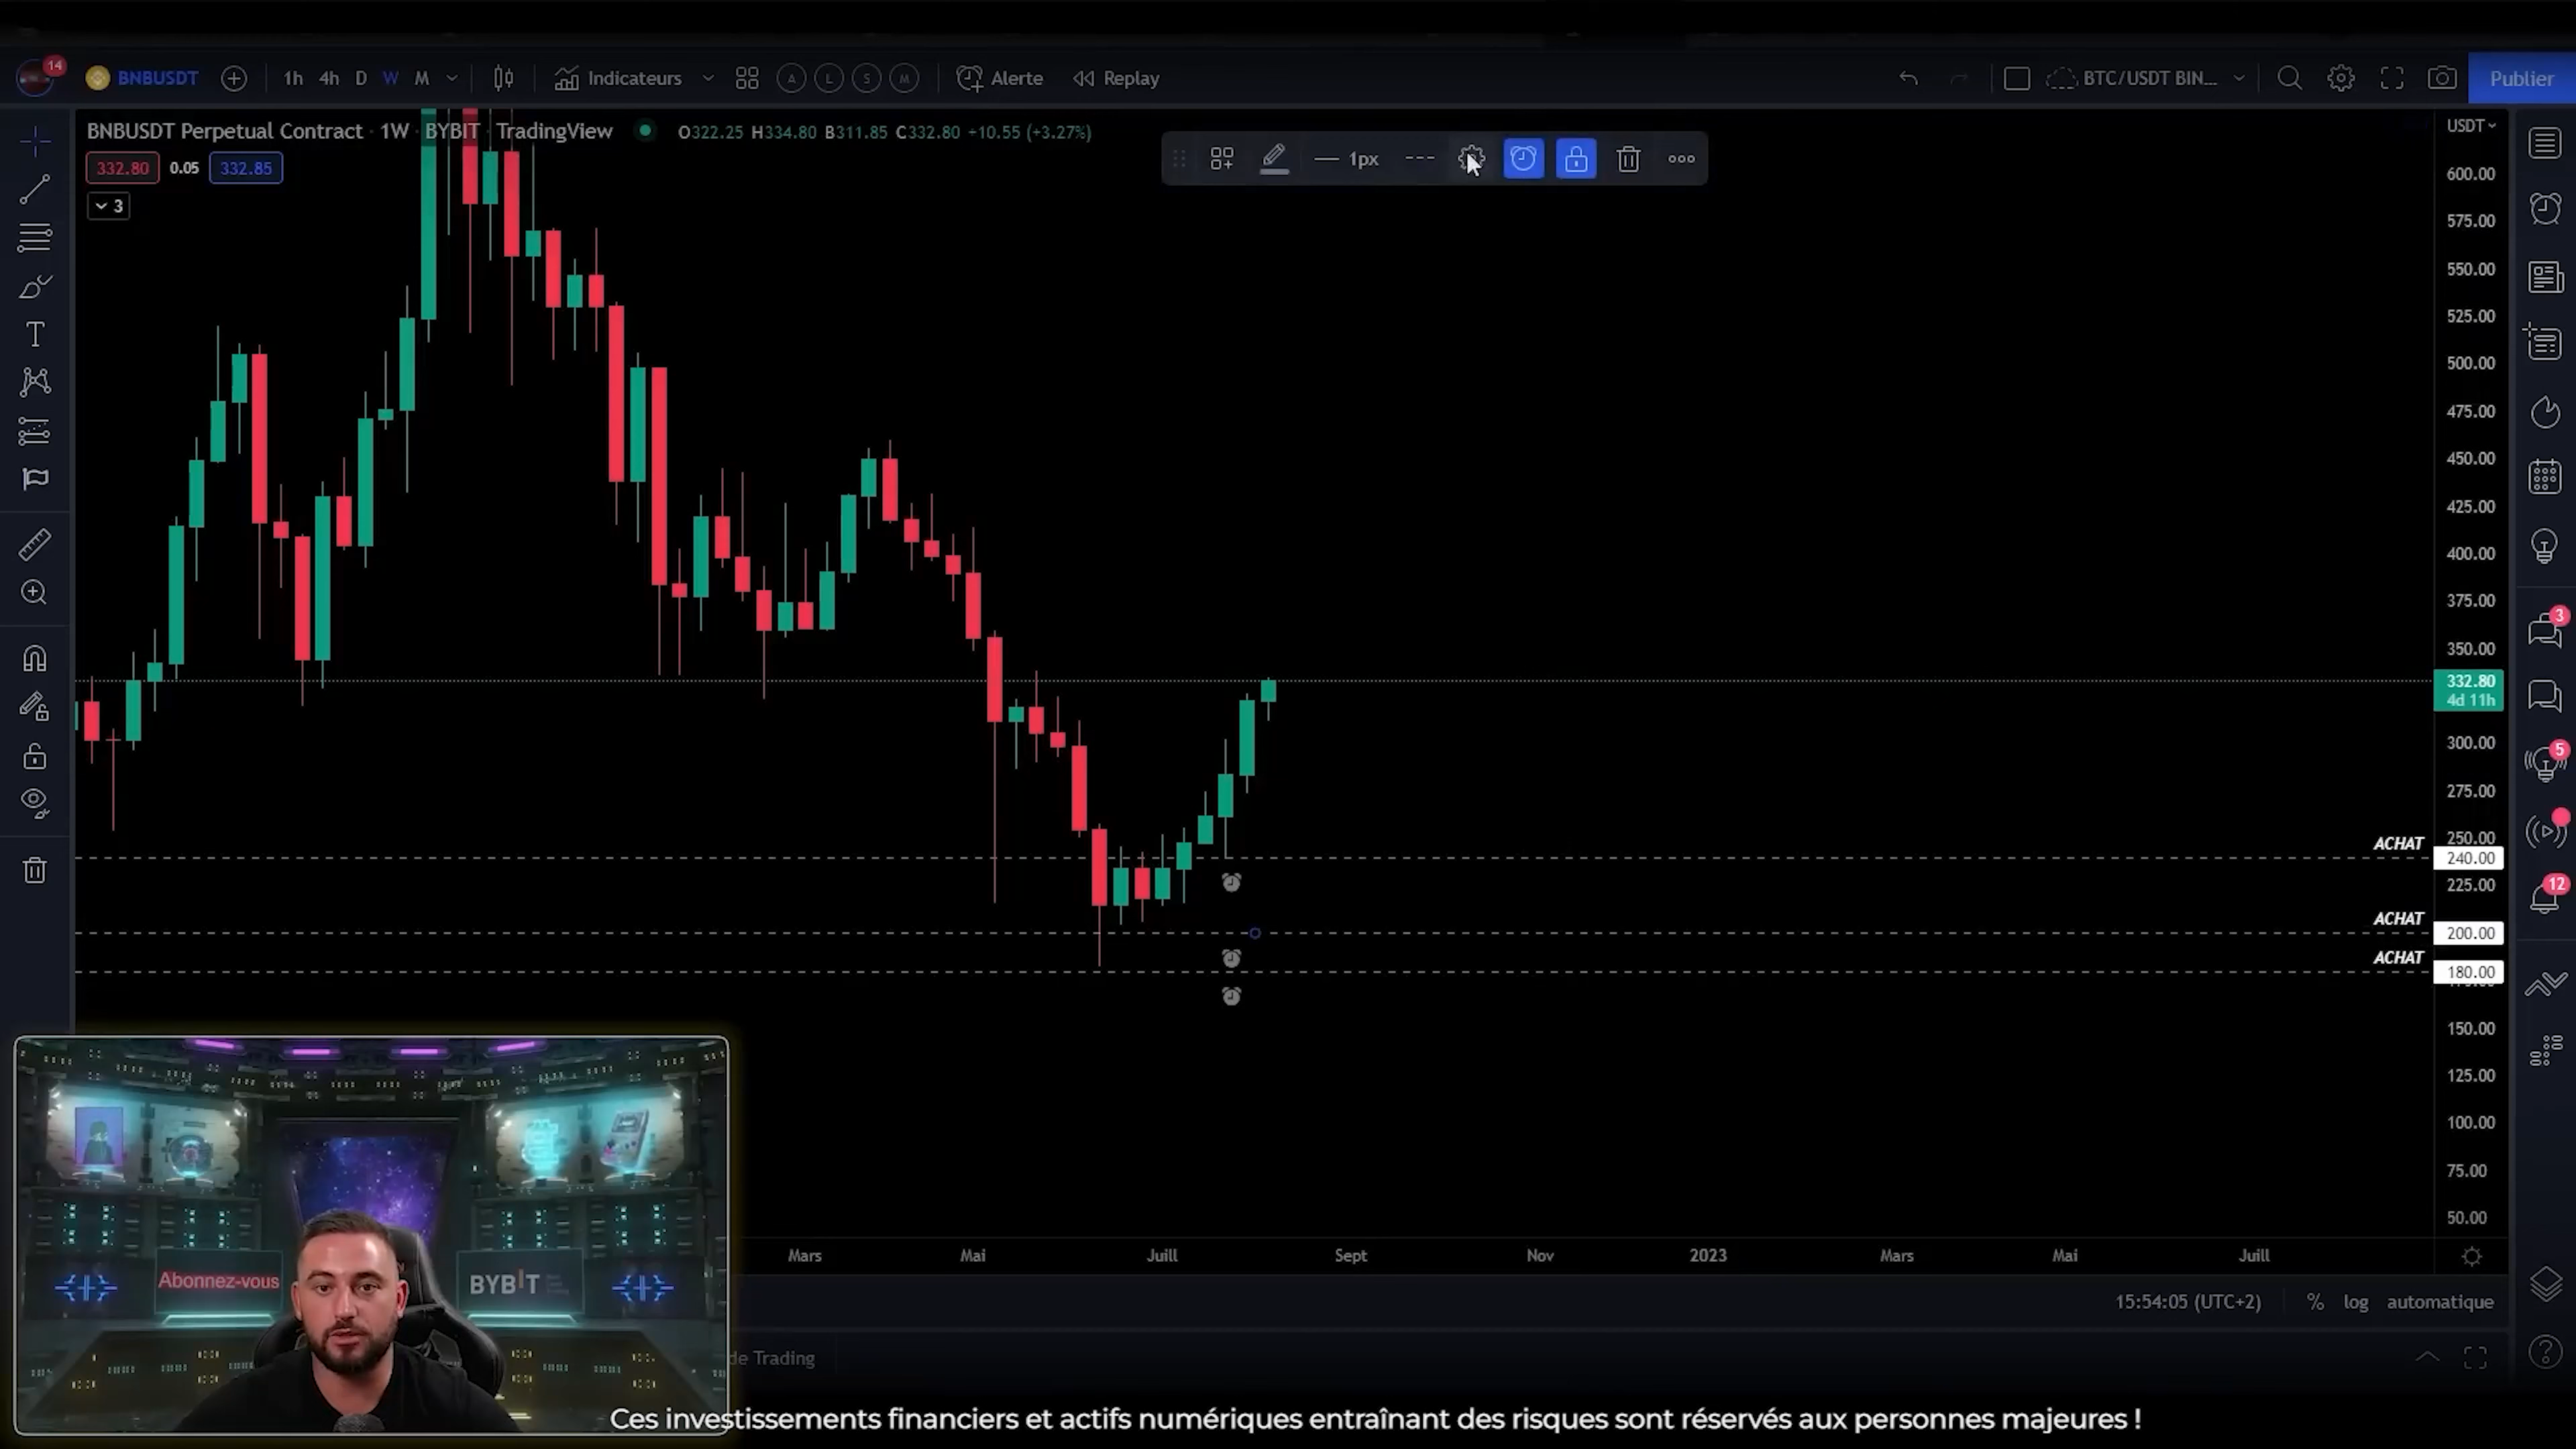 14
BNBUSDT
1h 4h D W M
Indicateurs
A L S M
Alerte
Replay
BTC/USDT BIN...
Publier
BNBUSDT Perpetual Contract · 1W · BYBIT · TradingView
O322.25 H334.80 B311.85 C332.80 +10.55 (+3.27%)
332.80 0.05 332.85
3
1px
USDT
600.00
575.00
550.00
525.00
500.00
475.00
450.00
425.00
400.00
375.00
350.00
332.80
4d 11h
300.00
275.00
250.00
ACHAT
240.00
225.00
ACHAT
200.00
ACHAT
180.00
150.00
125.00
100.00
75.00
50.00
3
5
12
Mars Mai Juill Sept Nov 2023 Mars Mai Juill
15:54:05 (UTC+2) % log automatique
de Trading
Abonnez-vous
BYBIT
Ces investissements financiers et actifs numériques entraînant des risques sont réservés aux personnes majeures !